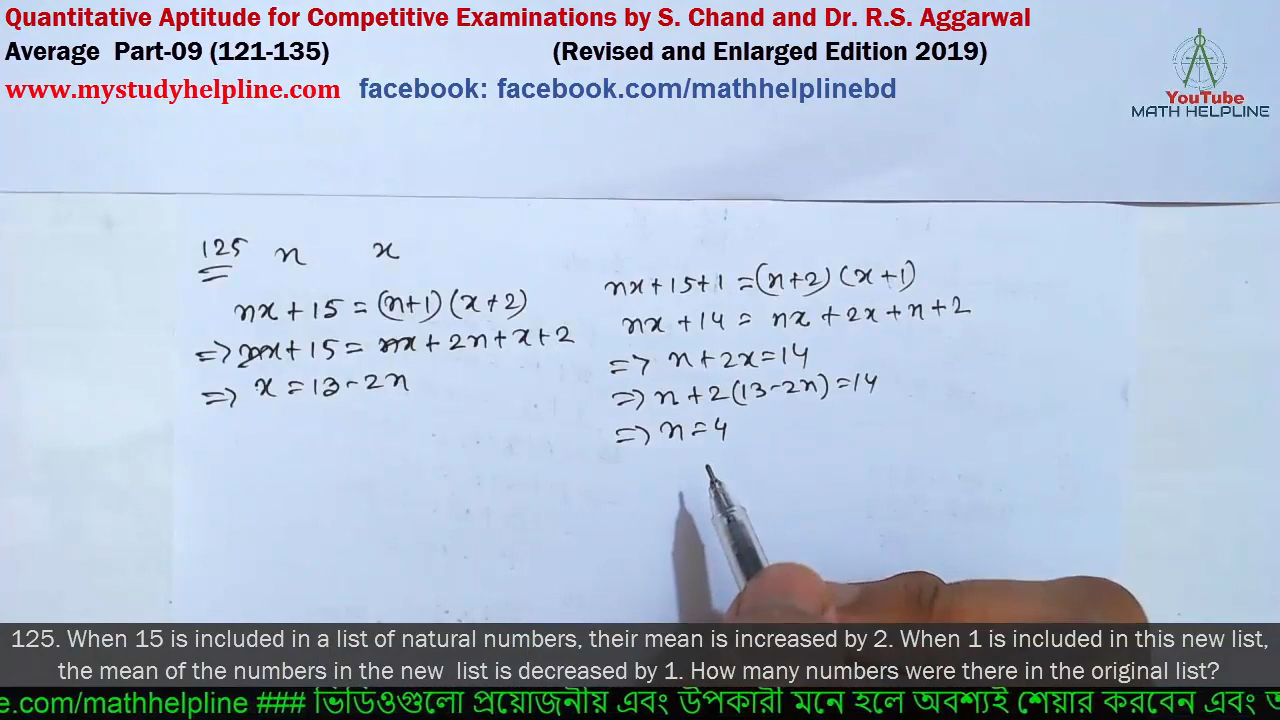 Quantitative Aptitude for Competitive Examinations by S. Chand and Dr. R.S. Aggarwal
Average Part-09 (121-135) (Revised and Enlarged Edition 2019)
www.mystudyhelpline.com facebook: facebook.com/mathhelplinebd
YouTube
MATH HELPLINE
125 n x
nx + 15 = (n+1) (x+2)
=> nx + 15 = nx + 2n + x + 2
=> x = 13 - 2n
nx + 15 + 1 = (n+2) (x+1)
nx + 14 = nx + 2x + n + 2
=> n + 2x = 14
=> n + 2(13 - 2n) = 14
=> n = 4
125. When 15 is included in a list of natural numbers, their mean is increased by 2. When 1 is included in this new list,
the mean of the numbers in the new list is decreased by 1. How many numbers were there in the original list?
e.com/mathhelpline ### ভিডিওগুলো প্রয়োজনীয় এবং উপকারী মনে হলে অবশ্যই শেয়ার করবেন এবং